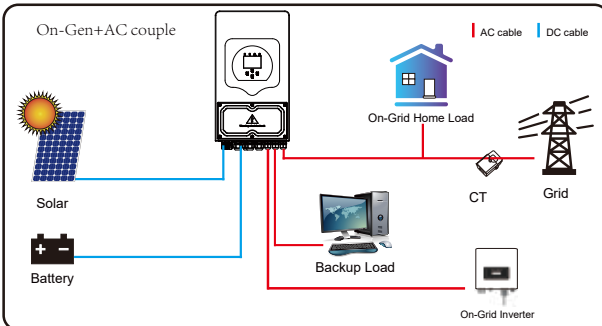 On-Gen+AC couple
AC cable
DC cable
On-Grid Home Load
Solar
CT
Grid
Battery
Backup Load
On-Grid Inverter